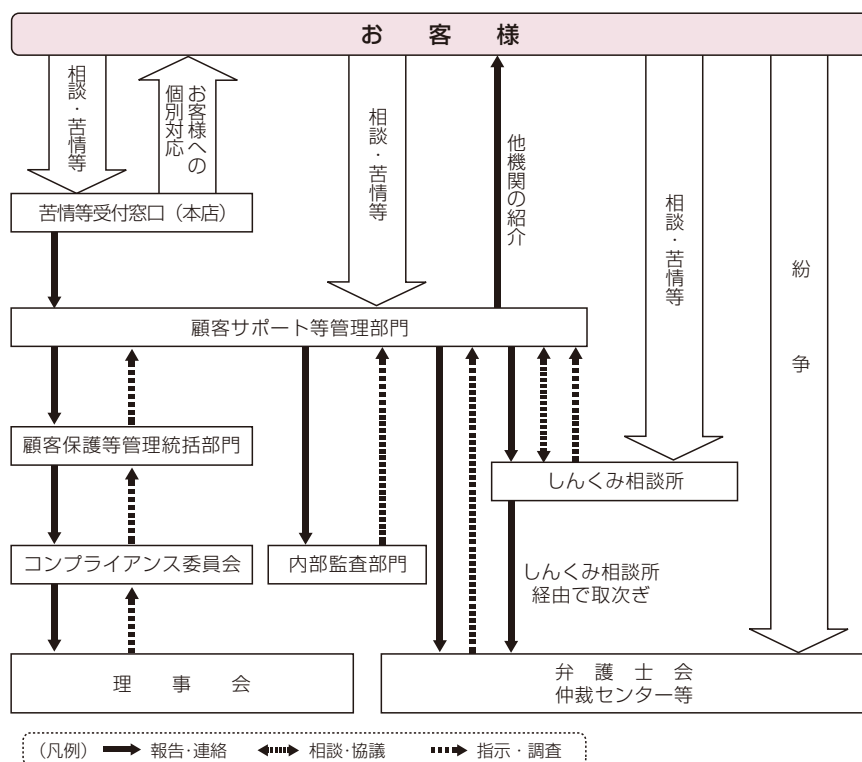 お客様
相談・苦情等
お客様への
個別対応
相談・苦情等
他機関の紹介
相談・苦情等
紛争
苦情等受付窓口（本店）
顧客サポート等管理部門
顧客保護等管理統括部門
しんくみ相談所
コンプライアンス委員会
内部監査部門
しんくみ相談所
経由で取次ぎ
理事会
弁護士会
仲裁センター等
（凡例） 報告・連絡 相談・協議 指示・調査